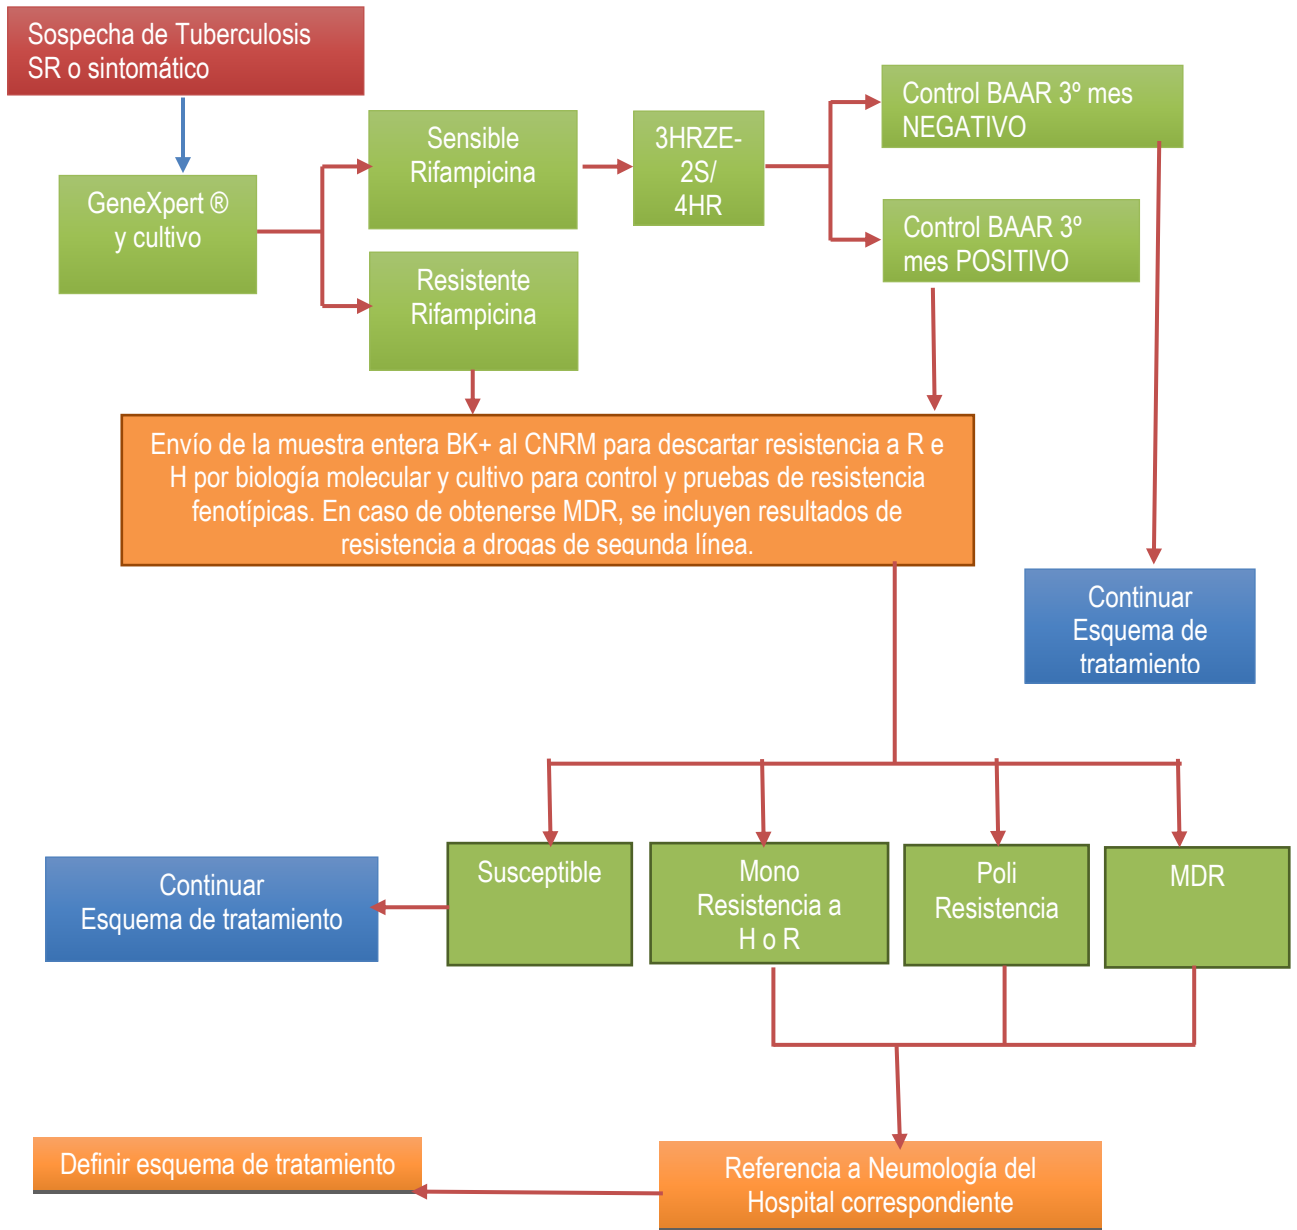 Sospecha de Tuberculosis
SR o sintomático
GeneXpert ®
y cultivo
Sensible
Rifampicina
Resistente
Rifampicina
3HRZE-
2S/
4HR
Control BAAR 3º mes
NEGATIVO
Control BAAR 3º
mes POSITIVO
Envío de la muestra entera BK+ al CNRM para descartar resistencia a R e
H por biología molecular y cultivo para control y pruebas de resistencia
fenotípicas. En caso de obtenerse MDR, se incluyen resultados de
resistencia a drogas de segunda línea.
Continuar
Esquema de
tratamiento
Continuar
Esquema de tratamiento
Susceptible
Mono
Resistencia a
H o R
Poli
Resistencia
MDR
Definir esquema de tratamiento
Referencia a Neumología del
Hospital correspondiente